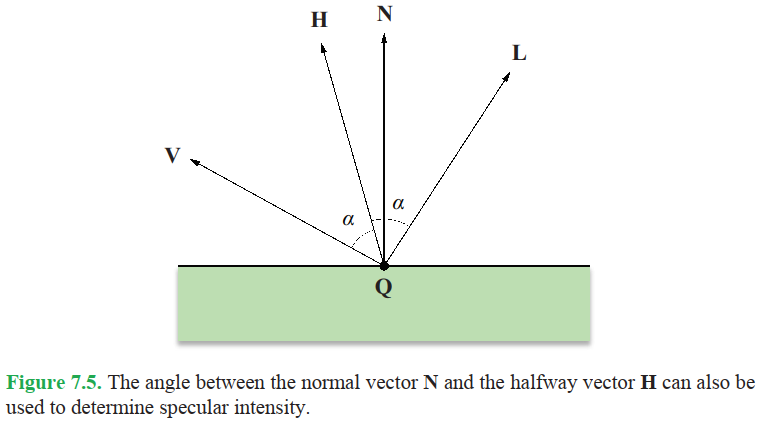 H
N
L
V
α
α
Q
Figure 7.5. The angle between the normal vector N and the halfway vector H can also be
used to determine specular intensity.